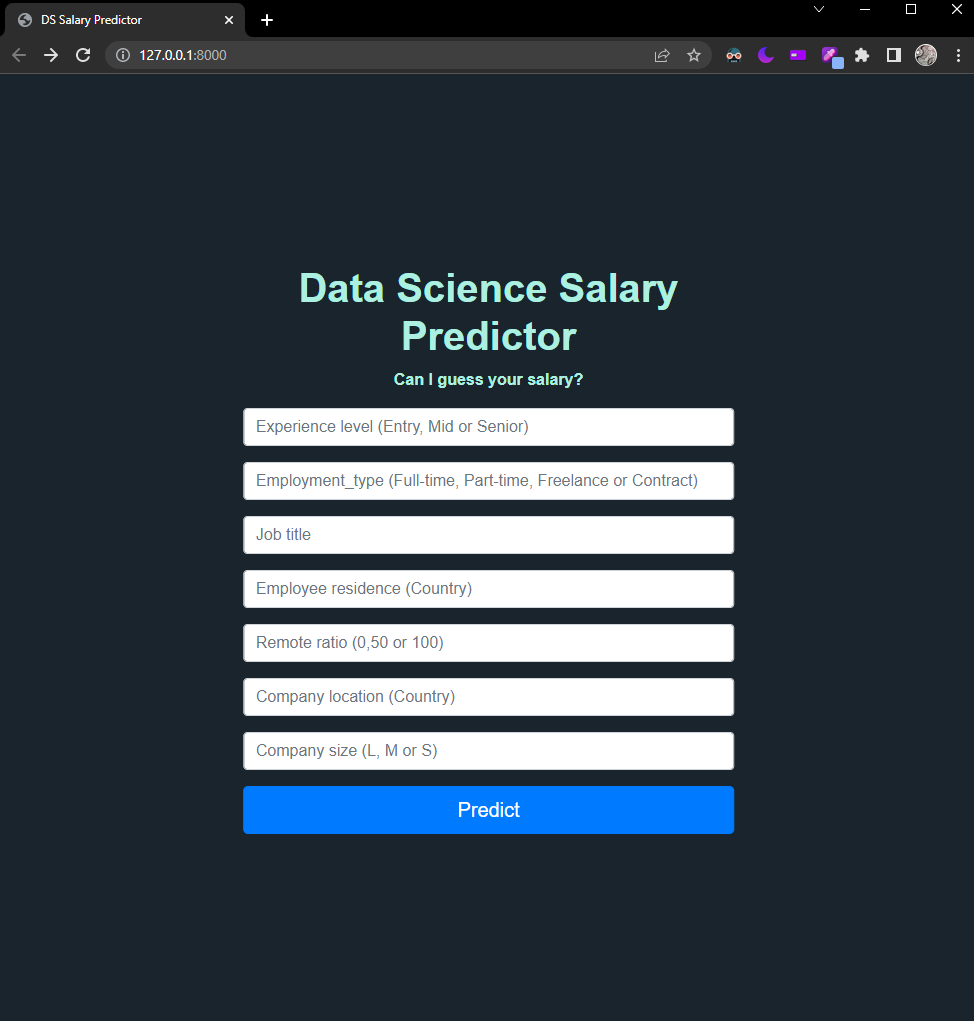 DS Salary Predictor
127.0.0.1:8000
Data Science Salary
Predictor
Can I guess your salary?
Experience level (Entry, Mid or Senior)
Employment_type (Full-time, Part-time, Freelance or Contract)
Job title
Employee residence (Country)
Remote ratio (0,50 or 100)
Company location (Country)
Company size (L, M or S)
Predict